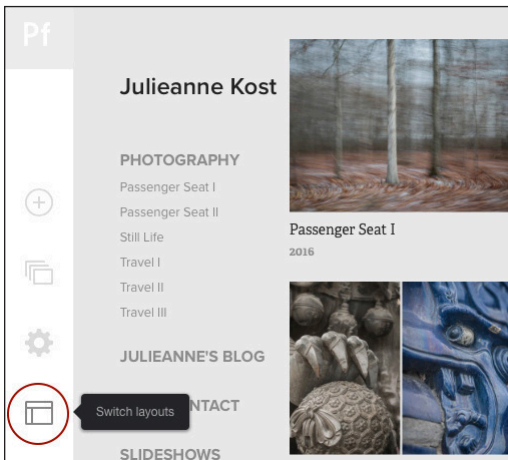 Pf
Julieanne Kost
PHOTOGRAPHY
Passenger Seat I
Passenger Seat II
Still Life
Travel I
Travel II
Travel III
JULIEANNE'S BLOG
NTACT
SLIDESHOWS
Switch layouts
Passenger Seat I
2016